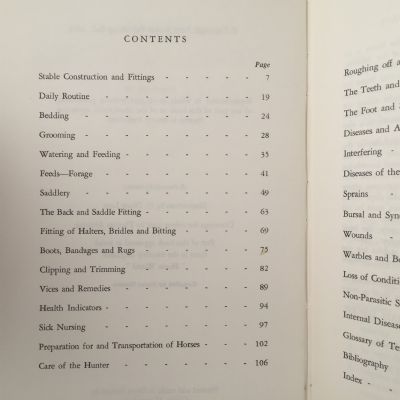 CONTENTS
Page
Stable Construction and Fittings - - - - - 7
Daily Routine - - - - - - - 19
Bedding - - - - - - - 24
Grooming - - - - - - - 28
Watering and Feeding - - - - - - 35
Feeds—Forage - - - - - - - 41
Saddlery - - - - - - - 49
The Back and Saddle Fitting - - - - - 63
Fitting of Halters, Bridles and Bitting - - - - 69
Boots, Bandages and Rugs - - - - - 75
Clipping and Trimming - - - - - 82
Vices and Remedies - - - - - - 89
Health Indicators - - - - - - - 94
Sick Nursing - - - - - - - 97
Preparation for and Transportation of Horses - - - 102
Care of the Hunter - - - - - - 106
Roughing off a
The Teeth and
The Foot and
Diseases and A
Interfering -
Diseases of the
Sprains -
Bursal and Syn
Wounds -
Warbles and B
Loss of Conditi
Non-Parasitic S
Internal Disease
Glossary of Te
Bibliography
Index - -